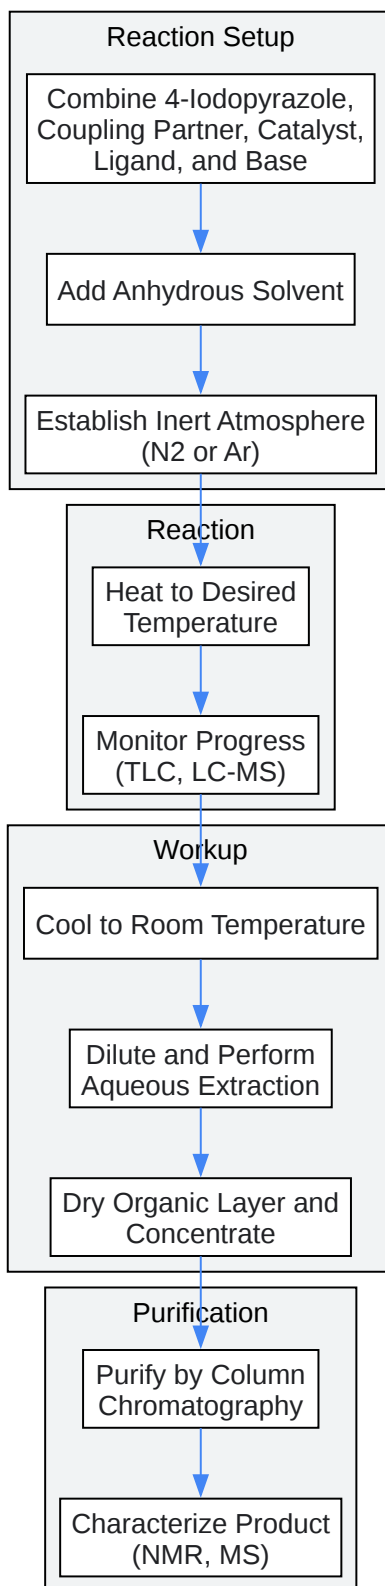 Reaction Setup
Combine 4-Iodopyrazole,
Coupling Partner, Catalyst,
Ligand, and Base
Add Anhydrous Solvent
Establish Inert Atmosphere
(N2 or Ar)
Reaction
Heat to Desired
Temperature
Monitor Progress
(TLC, LC-MS)
Workup
Cool to Room Temperature
Dilute and Perform
Aqueous Extraction
Dry Organic Layer and
Concentrate
Purification
Purify by Column
Chromatography
Characterize Product
(NMR, MS)